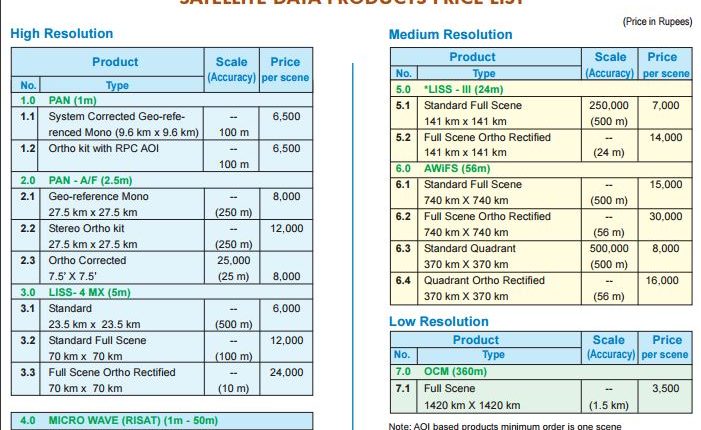 SATELLITE DATA PRODUCTS PRICE LIST
(Price in Rupees)
High Resolution
Product Scale Price
(Accuracy) per scene
No. Type
1.0 PAN (1m)
1.1 System Corrected Geo-refe- -- 6,500
renced Mono (9.6 km x 9.6 km) 100 m
1.2 Ortho kit with RPC AOI -- 6,500
100 m
2.0 PAN - A/F (2.5m)
2.1 Geo-reference Mono -- 8,000
27.5 km x 27.5 km (250 m)
2.2 Stereo Ortho kit -- 12,000
27.5 km x 27.5 km (250 m)
2.3 Ortho Corrected 25,000
7.5' X 7.5' (25 m) 8,000
3.0 LISS- 4 MX (5m)
3.1 Standard -- 6,000
23.5 km x 23.5 km (500 m)
3.2 Standard Full Scene -- 12,000
70 km x 70 km (100 m)
3.3 Full Scene Ortho Rectified -- 24,000
70 km x 70 km (10 m)
4.0 MICRO WAVE (RISAT) (1m - 50m)
Medium Resolution
Product Scale Price
No. Type (Accuracy) per scene
5.0 *LISS - III (24m)
5.1 Standard Full Scene 250,000 7,000
141 km x 141 km (500 m)
5.2 Full Scene Ortho Rectified -- 14,000
141 km x 141 km (24 m)
6.0 AWiFS (56m)
6.1 Standard Full Scene -- 15,000
740 KM X 740 KM (500 m)
6.2 Full Scene Ortho Rectified -- 30,000
740 KM X 740 KM (56 m)
6.3 Standard Quadrant 500,000 8,000
370 KM X 370 KM (500 m)
6.4 Quadrant Ortho Rectified -- 16,000
370 KM X 370 KM (56 m)
Low Resolution
Product Scale Price
No. Type (Accuracy) per scene
7.0 OCM (360m)
7.1 Full Scene -- 3,500
1420 KM X 1420 KM (1.5 km)
Note: AOI based products minimum order is one scene